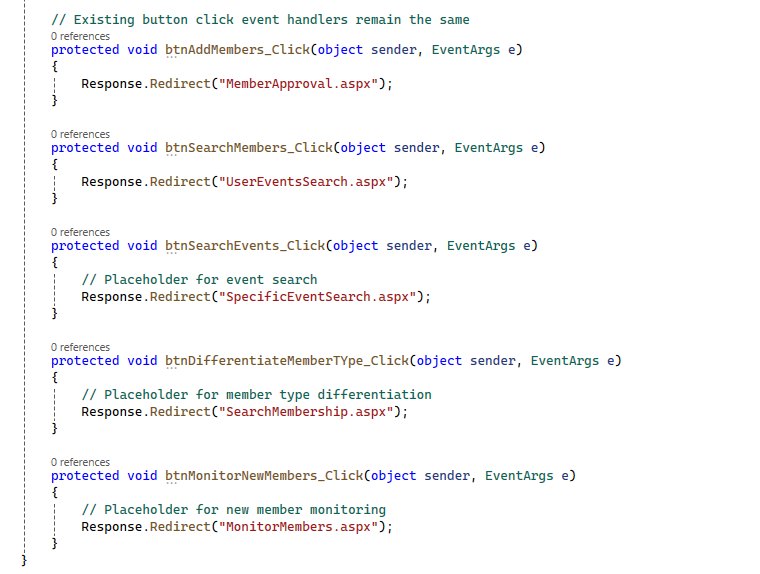 // Existing button click event handlers remain the same
0 references
protected void btnAddMembers_Click(object sender, EventArgs e)
{
Response.Redirect("MemberApproval.aspx");
}
0 references
protected void btnSearchMembers_Click(object sender, EventArgs e)
{
Response.Redirect("UserEventsSearch.aspx");
}
0 references
protected void btnSearchEvents_Click(object sender, EventArgs e)
{
// Placeholder for event search
Response.Redirect("SpecificEventSearch.aspx");
}
0 references
protected void btnDifferentiateMemberTYpe_Click(object sender, EventArgs e)
{
// Placeholder for member type differentiation
Response.Redirect("SearchMembership.aspx");
}
0 references
protected void btnMonitorNewMembers_Click(object sender, EventArgs e)
{
// Placeholder for new member monitoring
Response.Redirect("MonitorMembers.aspx");
}
}